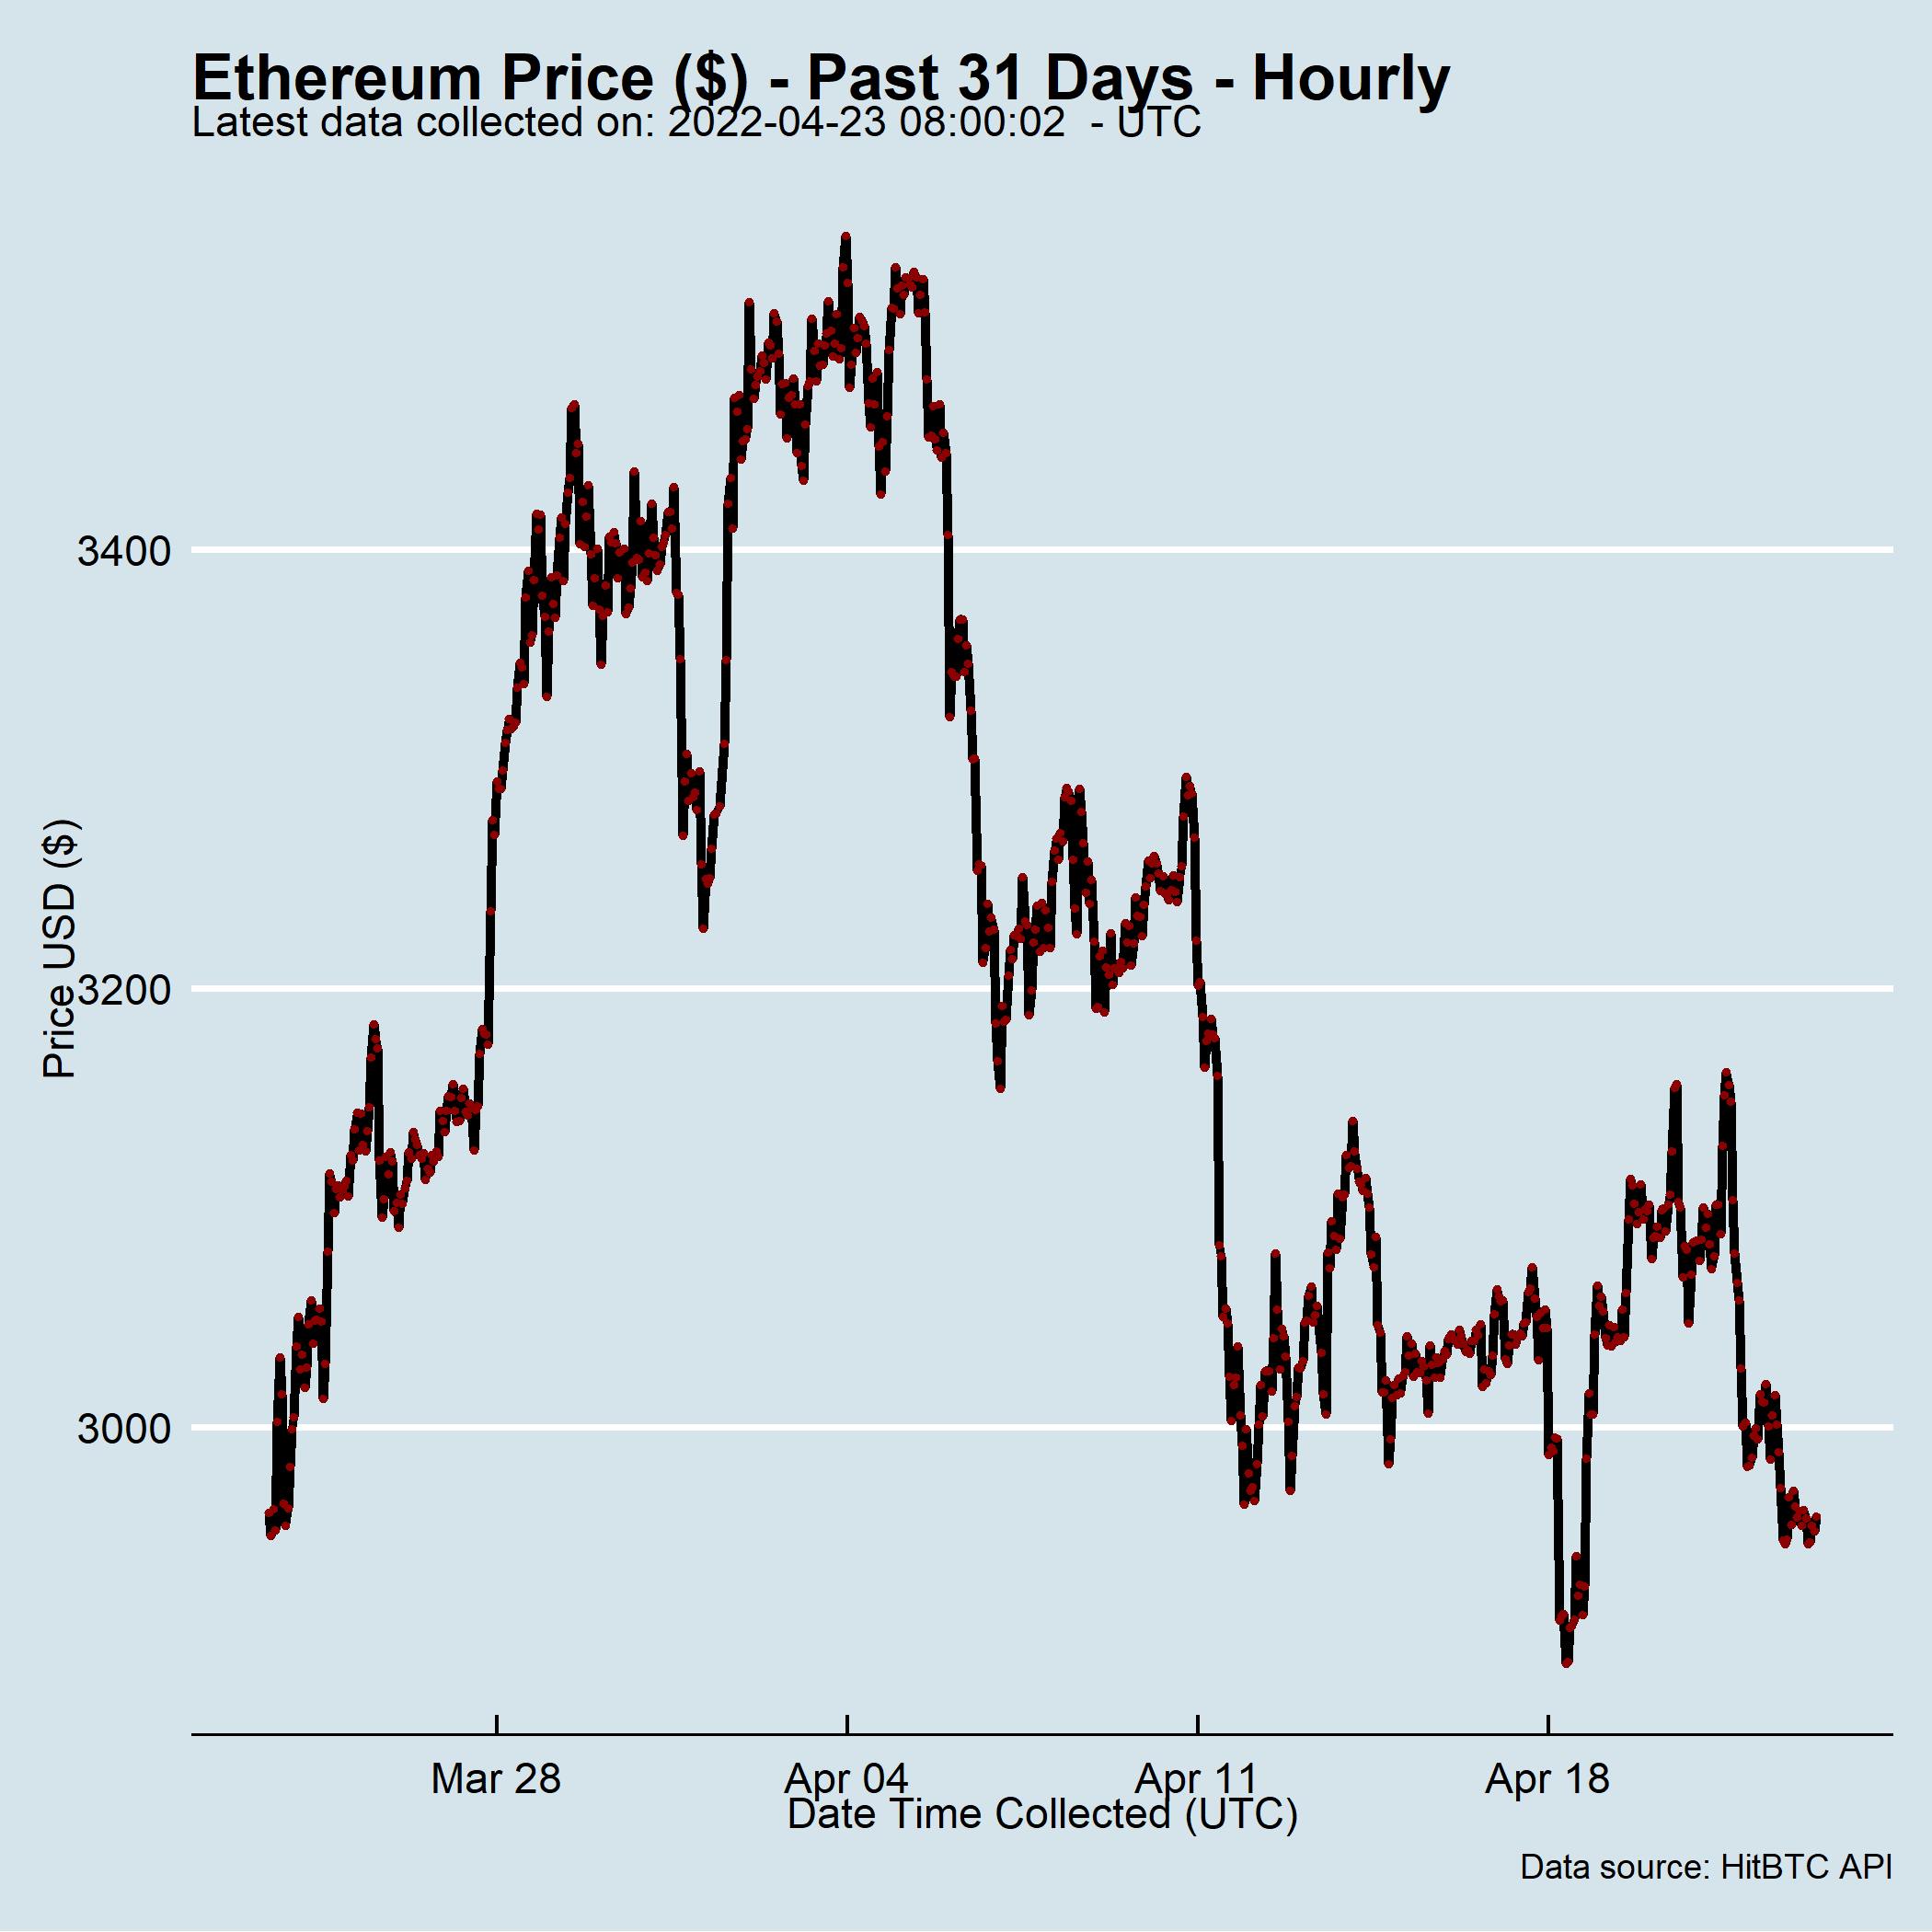 Ethereum Price ($) - Past 31 Days - Hourly
Latest data collected on: 2022-04-23 08:00:02  - UTC
Price USD ($)
3400
3200
3000
Mar 28
Apr 04
Apr 11
Apr 18
Date Time Collected (UTC)
Data source: HitBTC API